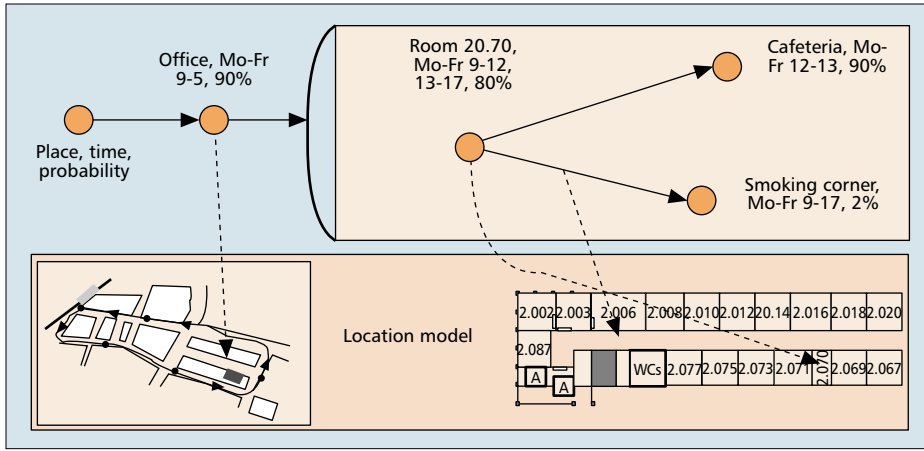 Office, Mo-Fr
9-5, 90%
Room 20.70,
Mo-Fr 9-12,
13-17, 80%
Cafeteria, Mo-
Fr 12-13, 90%
Place, time,
probability
Smoking corner,
Mo-Fr 9-17, 2%
Location model
2.002 2.003 2.006 2.008 2.010 2.012 20.14 2.016 2.018 2.020
2.087
A A WCs 2.077 2.075 2.073 2.071 2.070 2.069 2.067